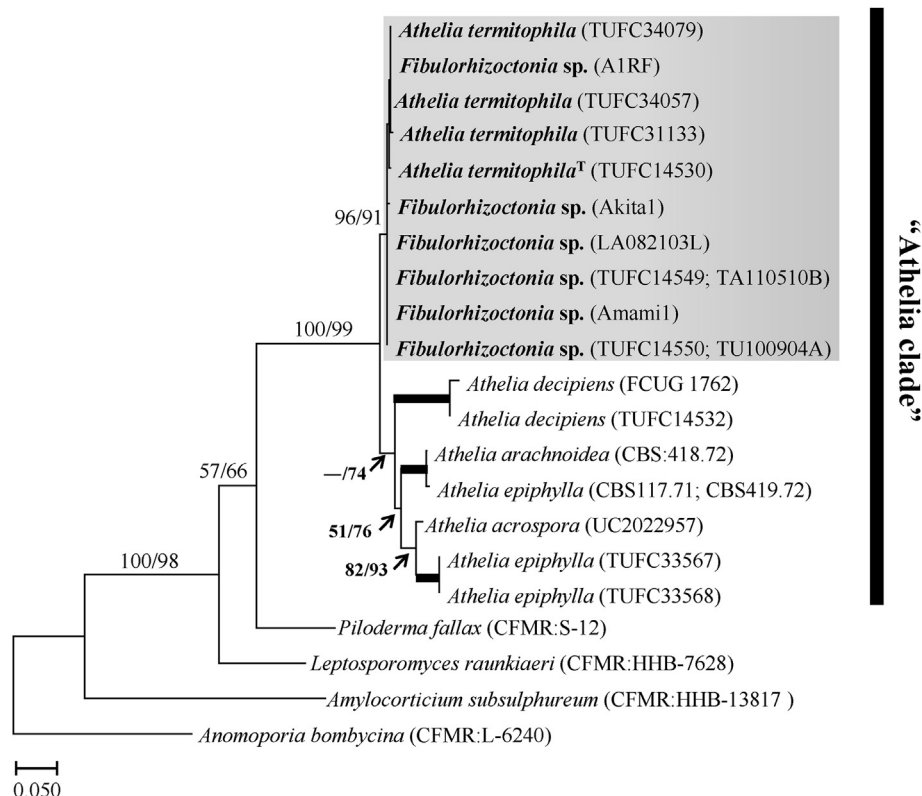 Athelia termitophila (TUFC34079)
Fibulorhizoctonia sp. (A1RF)
Athelia termitophila (TUFC34057)
Athelia termitophila (TUFC31133)
Athelia termitophilaᵀ (TUFC14530)
Fibulorhizoctonia sp. (Akita1)
96/91
Fibulorhizoctonia sp. (LA082103L)
Fibulorhizoctonia sp. (TUFC14549; TA110510B)
Fibulorhizoctonia sp. (Amami1)
100/99
Fibulorhizoctonia sp. (TUFC14550; TU100904A)
“Athelia clade”
Athelia decipiens (FCUG 1762)
Athelia decipiens (TUFC14532)
Athelia arachnoidea (CBS:418.72)
—/74
57/66
Athelia epiphylla (CBS117.71; CBS419.72)
Athelia acrospora (UC2022957)
51/76
Athelia epiphylla (TUFC33567)
82/93
100/98
Athelia epiphylla (TUFC33568)
Piloderma fallax (CFMR:S-12)
Leptosporomyces raunkiaeri (CFMR:HHB-7628)
Amylocorticium subsulphureum (CFMR:HHB-13817 )
Anomoporia bombycina (CFMR:L-6240)
0.050